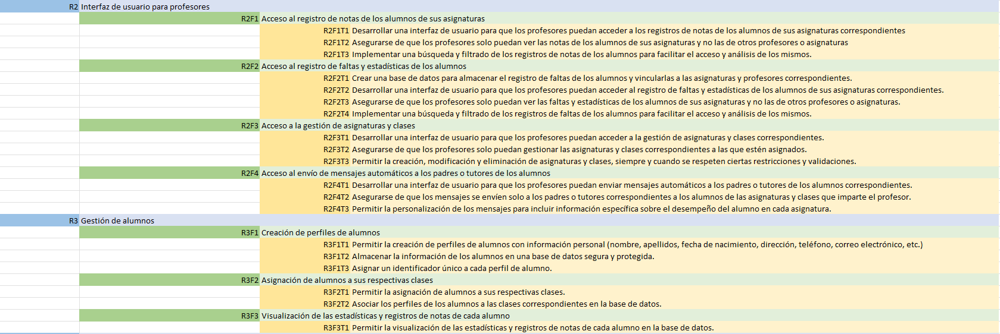 R2 Interfaz de usuario para profesores
R2F1 Acceso al registro de notas de los alumnos de sus asignaturas
R2F1T1 Desarrollar una interfaz de usuario para que los profesores puedan acceder a los registros de notas de los alumnos de sus asignaturas correspondientes
R2F1T2 Asegurarse de que los profesores solo puedan ver las notas de los alumnos de sus asignaturas y no las de otros profesores o asignaturas
R2F1T3 Implementar una búsqueda y filtrado de los registros de notas de los alumnos para facilitar el acceso y análisis de los mismos.
R2F2 Acceso al registro de faltas y estadísticas de los alumnos
R2F2T1 Crear una base de datos para almacenar el registro de faltas de los alumnos y vincularlas a las asignaturas y profesores correspondientes.
R2F2T2 Desarrollar una interfaz de usuario para que los profesores puedan acceder al registro de faltas y estadísticas de los alumnos de sus asignaturas correspondientes.
R2F2T3 Asegurarse de que los profesores solo puedan ver las faltas y estadísticas de los alumnos de sus asignaturas y no las de otros profesores o asignaturas.
R2F2T4 Implementar una búsqueda y filtrado de los registros de faltas de los alumnos para facilitar el acceso y análisis de los mismos.
R2F3 Acceso a la gestión de asignaturas y clases
R2F3T1 Desarrollar una interfaz de usuario para que los profesores puedan acceder a la gestión de asignaturas y clases correspondientes.
R2F3T2 Asegurarse de que los profesores solo puedan gestionar las asignaturas y clases correspondientes a las que estén asignados.
R2F3T3 Permitir la creación, modificación y eliminación de asignaturas y clases, siempre y cuando se respeten ciertas restricciones y validaciones.
R2F4 Acceso al envío de mensajes automáticos a los padres o tutores de los alumnos
R2F4T1 Desarrollar una interfaz de usuario para que los profesores puedan enviar mensajes automáticos a los padres o tutores de los alumnos correspondientes.
R2F4T2 Asegurarse de que los mensajes se envíen solo a los padres o tutores correspondientes a los alumnos de las asignaturas y clases que imparte el profesor.
R2F4T3 Permitir la personalización de los mensajes para incluir información específica sobre el desempeño del alumno en cada asignatura.
R3 Gestión de alumnos
R3F1 Creación de perfiles de alumnos
R3F1T1 Permitir la creación de perfiles de alumnos con información personal (nombre, apellidos, fecha de nacimiento, dirección, teléfono, correo electrónico, etc.)
R3F1T2 Almacenar la información de los alumnos en una base de datos segura y protegida.
R3F1T3 Asignar un identificador único a cada perfil de alumno.
R3F2 Asignación de alumnos a sus respectivas clases
R3F2T1 Permitir la asignación de alumnos a sus respectivas clases.
R3F2T2 Asociar los perfiles de los alumnos a las clases correspondientes en la base de datos.
R3F3 Visualización de las estadísticas y registros de notas de cada alumno
R3F3T1 Permitir la visualización de las estadísticas y registros de notas de cada alumno en la base de datos.